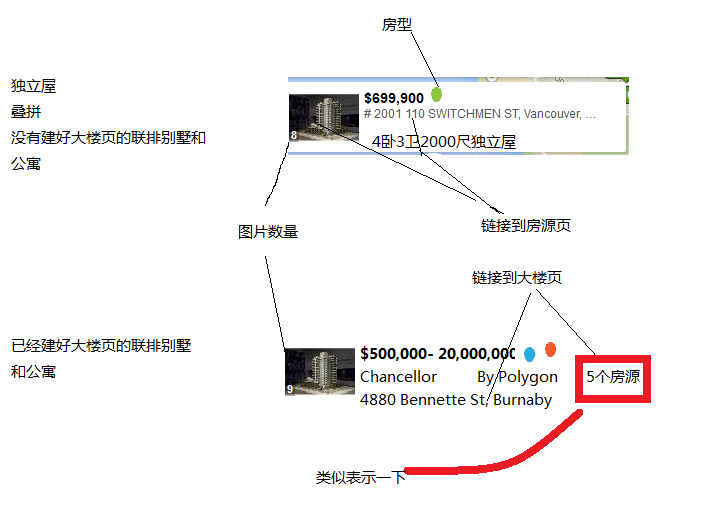 房型
独立屋
叠拼
没有建好大楼页的联排别墅和
公寓
$699,900
# 2001 110 SWITCHMEN ST, Vancouver, ...
8
4卧3卫2000尺独立屋
图片数量
链接到房源页
链接到大楼页
已经建好大楼页的联排别墅
和公寓
$500,000- 20,000,000
Chancellor By Polygon
5个房源
9
4880 Bennette St, Burnaby
类似表示一下